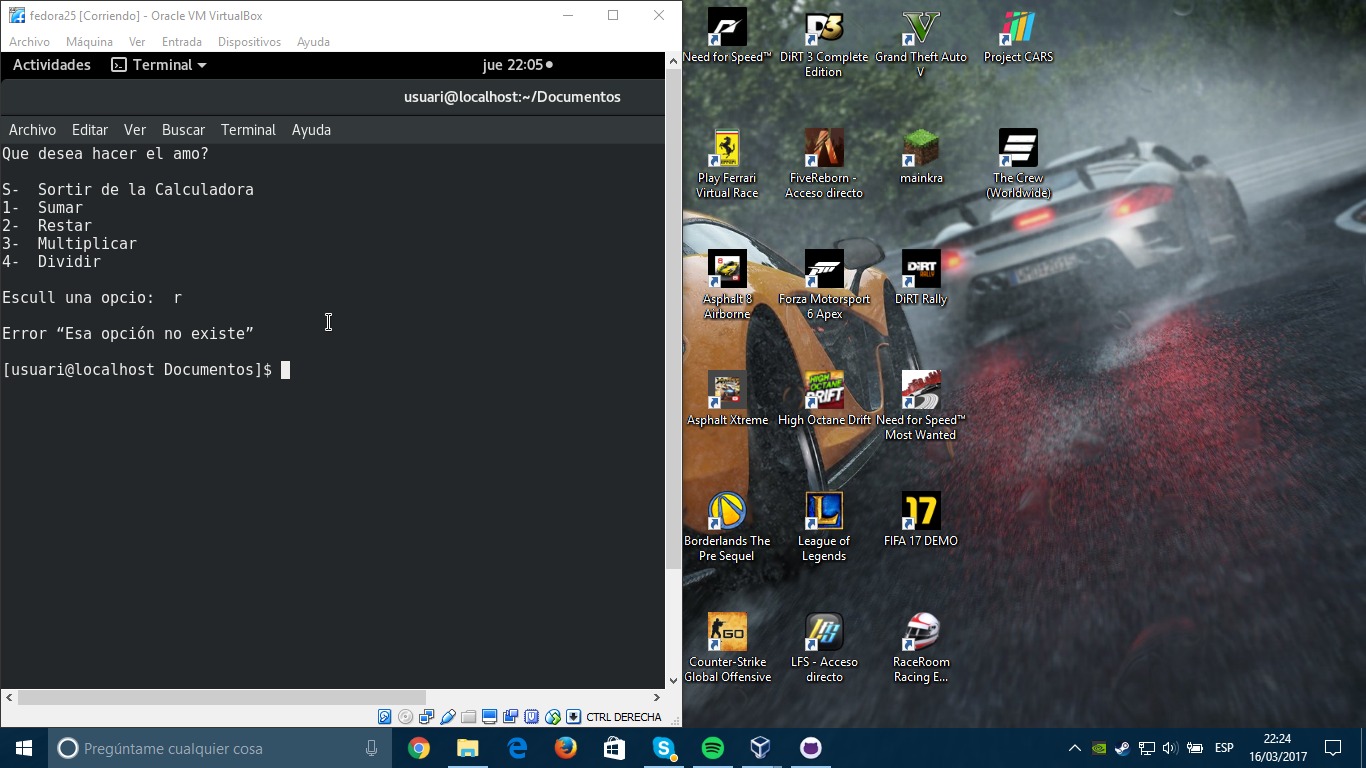 fedora25 [Corriendo] - Oracle VM VirtualBox
Archivo Máquina Ver Entrada Dispositivos Ayuda
Actividades Terminal jue 22:05
usuari@localhost:~/Documentos
Archivo Editar Ver Buscar Terminal Ayuda
Que desea hacer el amo?
S- Sortir de la Calculadora
1- Sumar
2- Restar
3- Multiplicar
4- Dividir
Escull una opcio: r
Error “Esa opción no existe”
[usuari@localhost Documentos]$
CTRL DERECHA
Need for Speed™
DiRT 3 Complete
Edition
Grand Theft Auto
V
Project CARS
Play Ferrari
Virtual Race
FiveReborn -
Acceso directo
mainkra
The Crew
(Worldwide)
Asphalt 8
Airborne
Forza Motorsport
6 Apex
DiRT Rally
Asphalt Xtreme
High Octane Drift
Need for Speed™
Most Wanted
Borderlands The
Pre Sequel
League of
Legends
FIFA 17 DEMO
Counter-Strike
Global Offensive
LFS - Acceso
directo
RaceRoom
Racing E...
Pregúntame cualquier cosa
ESP
22:24
16/03/2017